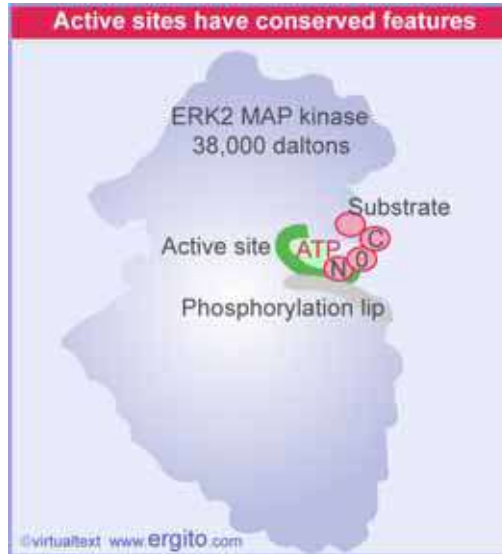 Active sites have conserved features
ERK2 MAP kinase
38,000 daltons
Substrate
Active site
ATP
C
0
N
Phosphorylation lip
©virtualtext www.ergito.com